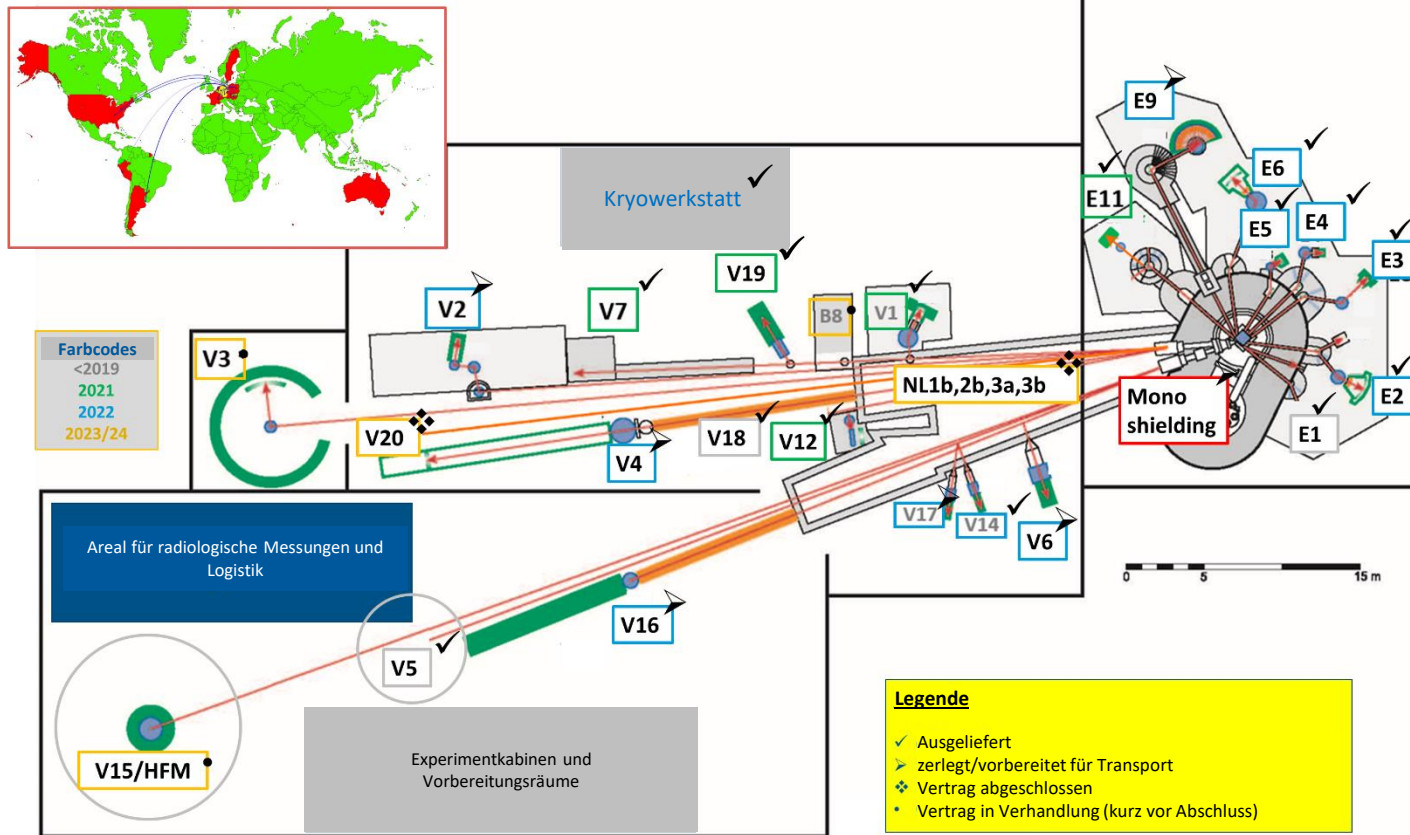 E9
E6
Kryowerkstatt
E11
E5
E4
E3
V19
V2
V7
B8
V1
Farbcodes
<2019
2021
2022
2023/24
V3
NL1b,2b,3a,3b
Mono
shielding
E2
E1
V20
V4
V18
V12
V17
V14
V6
Areal für radiologische Messungen und
Logistik
0 5 15 m
V16
V5
V15/HFM
Experimentkabinen und
Vorbereitungsräume
Legende
✓ Ausgeliefert
➢ zerlegt/vorbereitet für Transport
❖ Vertrag abgeschlossen
• Vertrag in Verhandlung (kurz vor Abschluss)